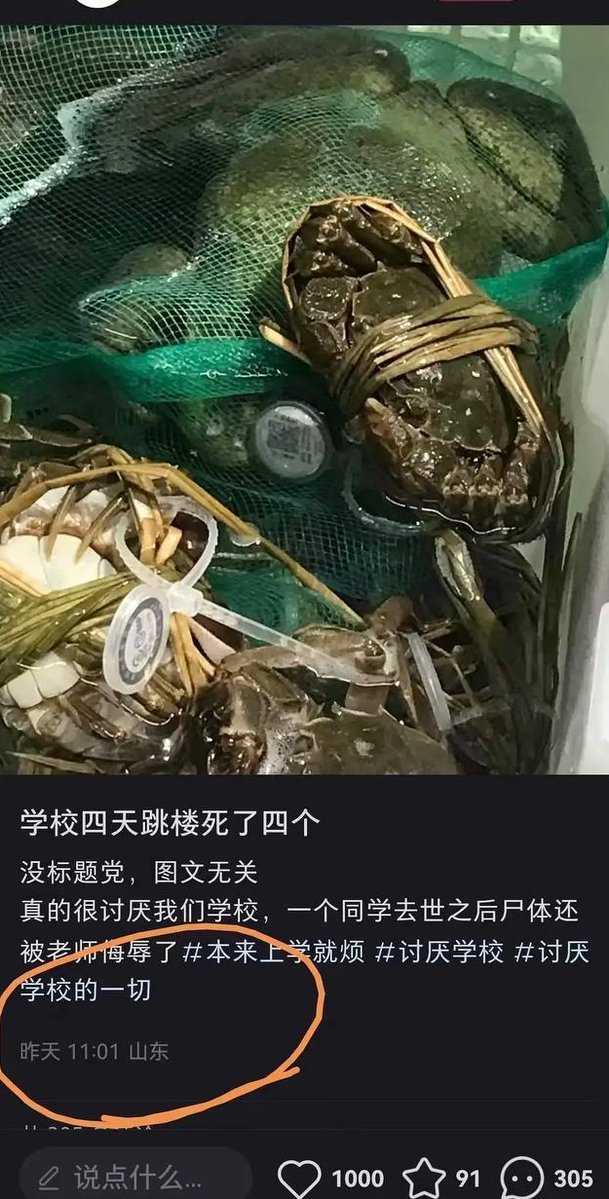 学校四天跳楼死了四个
没标题党，图文无关
真的很讨厌我们学校，一个同学去世之后尸体还
被老师侮辱了#本来上学就烦 #讨厌学校 #讨厌
学校的一切
昨天 11:01 山东
说点什么... 1000 91 305